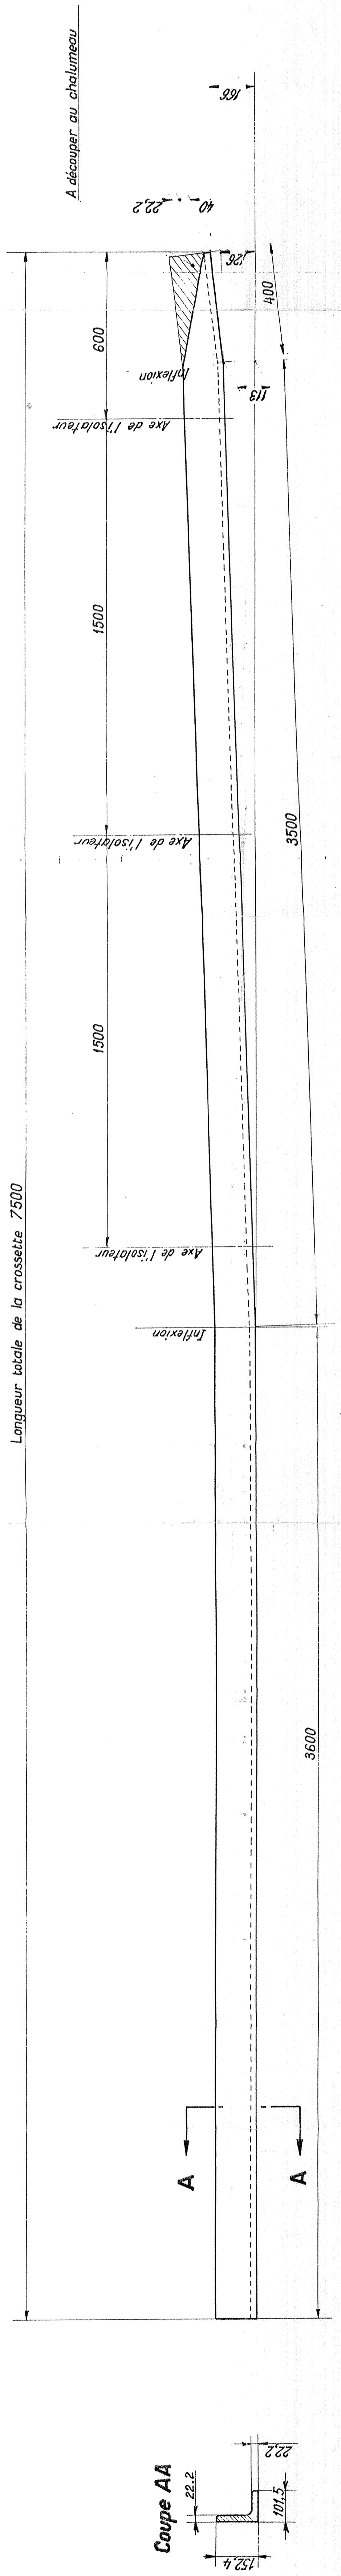 A découper au chalumeau
166
22,2
40
126
600
400
Inflexion
113
Axe de l'isolateur
1500
3500
Axe de l'isolateur
1500
Longueur totale de la crossette 7500
Axe de l'isolateur
Inflexion
3600
A
A
Coupe AA
22,2
22,2
101,5
152,4